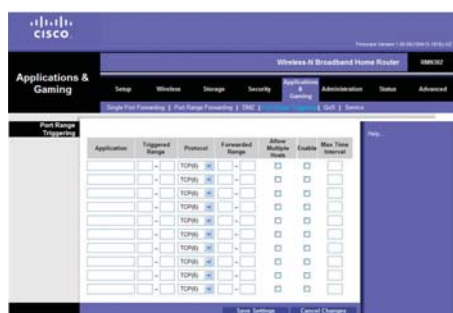 CISCO
Wireless-N Broadband Home Router
Applications & Gaming
Setup
Wireless
Storage
Security
Applications & Gaming
Administration
Status
Advanced
Single Port Forwarding | Port Range Forwarding | DMZ | Port Range Triggering | QoS |
Port Range Triggering
Application
Triggered Range
Protocol
Forwarded Range
Allow Multiple Hosts
Enable
Max Time Interval
Help...
~ TCP(6) ~
~ TCP(6) ~
~ TCP(6) ~
~ TCP(6) ~
~ TCP(6) ~
~ TCP(6) ~
~ TCP(6) ~
~ TCP(6) ~
~ TCP(6) ~
~ TCP(6) ~
Save Settings
Cancel Changes